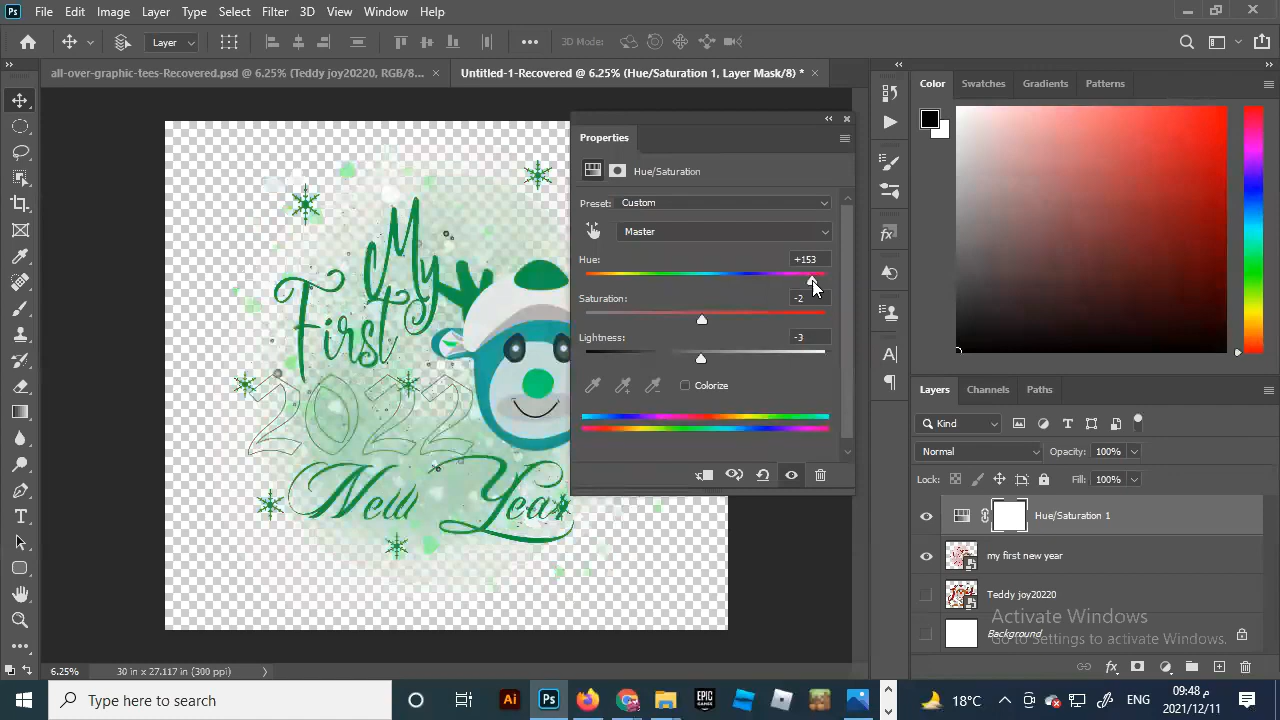 Ps File Edit Image Layer Type Select Filter 3D View Window Help
Layer 3D Mode:
all-over-graphic-tees-Recovered.psd @ 6.25% (Teddy joy20220, RGB/8... × Untitled-1-Recovered @ 6.25% (Hue/Saturation 1, Layer Mask/8) * ×
Color Swatches Gradients Patterns
Properties
Hue/Saturation
Preset: Custom
Master
Hue: +153
Saturation: -2
Lightness: -3
Colorize
My
First
2022
New Year
Layers Channels Paths
Kind
Normal Opacity: 100%
Lock: Fill: 100%
Hue/Saturation 1
my first new year
Teddy joy20220
Background
Activate Windows
Go to Settings to activate Windows.
6.25% 30 in x 27.117 in (300 ppi)
Type here to search
Ai Ps EPIC GAMES
18°C ENG 09:48 م
2021/12/11